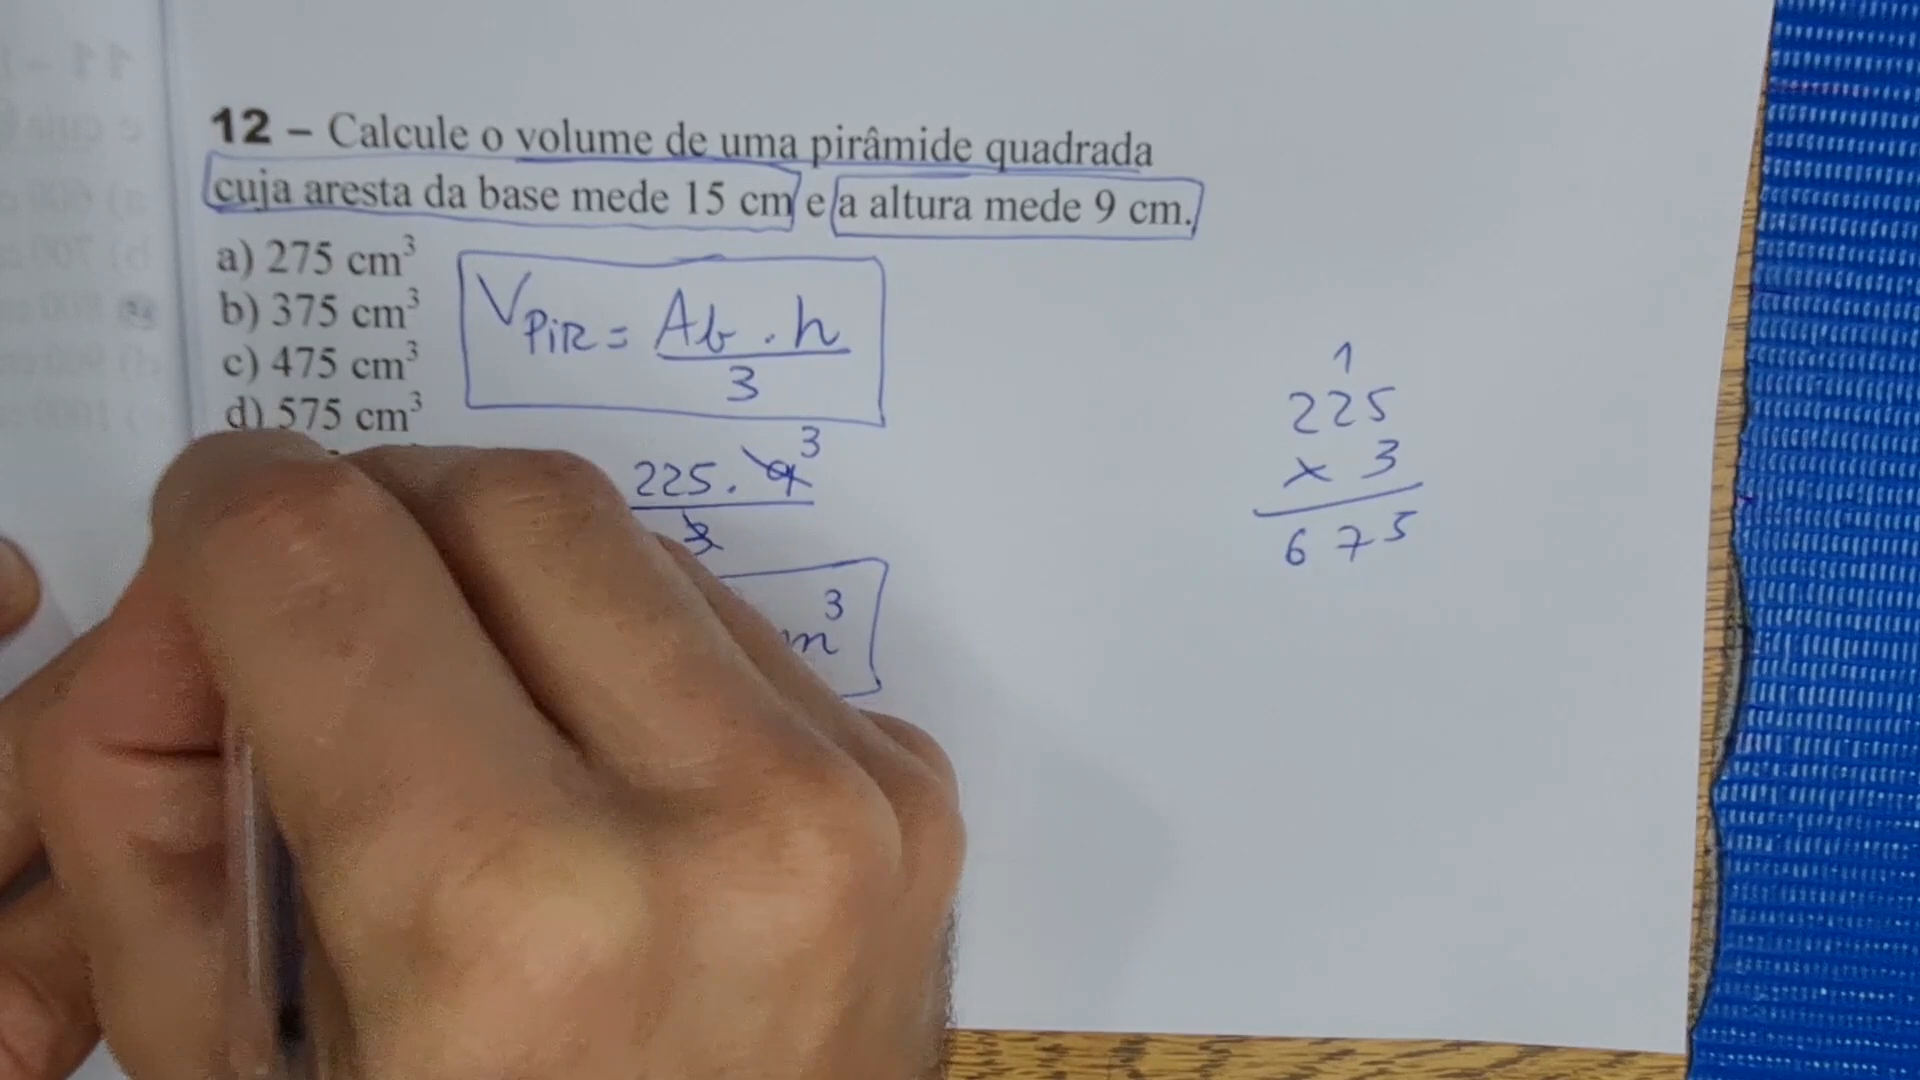 12 – Calcule o volume de uma pirâmide quadrada
cuja aresta da base mede 15 cm e a altura mede 9 cm.
a) 275 cm³
b) 375 cm³
c) 475 cm³
d) 575 cm³
V_PIR = Ab . h
3
225 . 9 3
3
m³
1
225
x 3
675